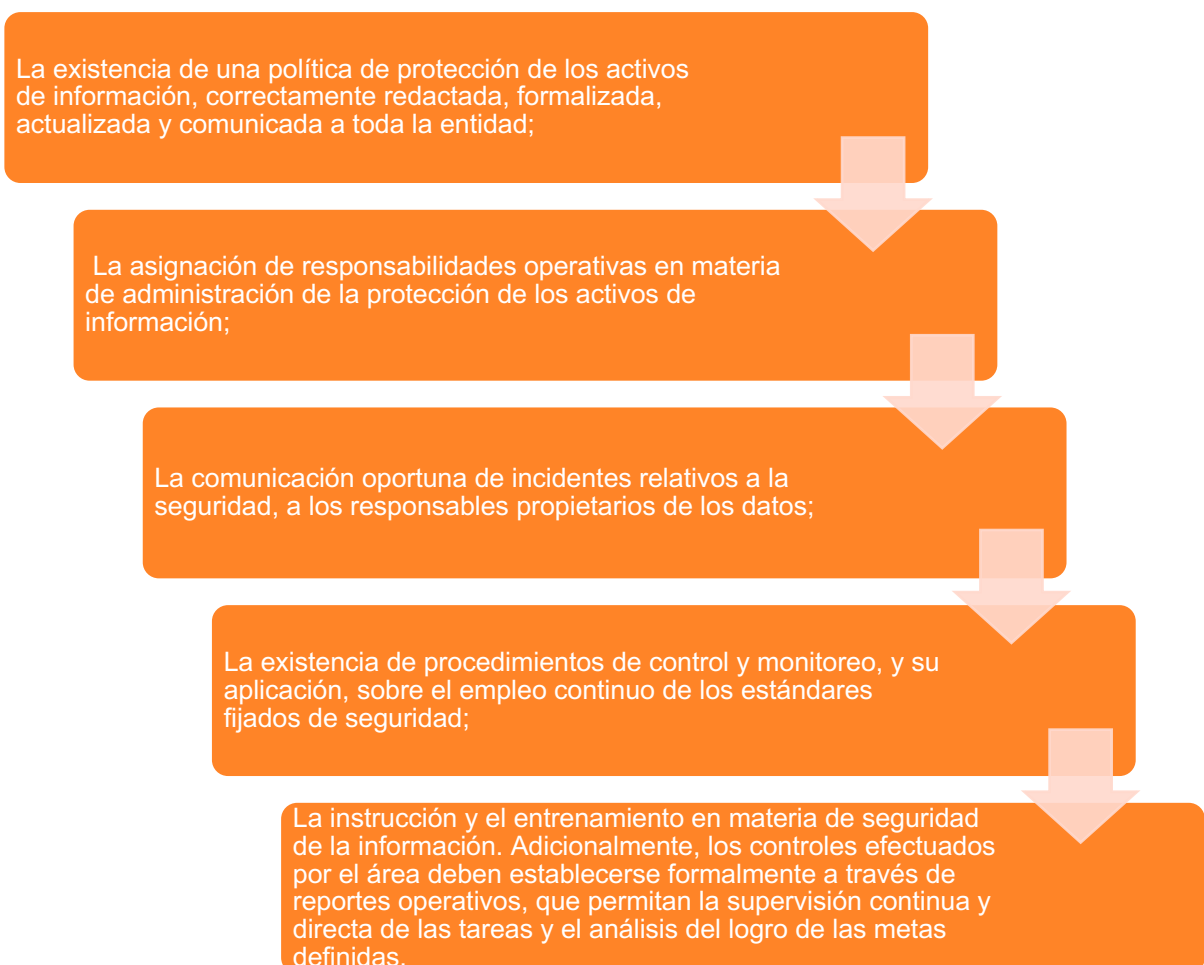 La existencia de una política de protección de los activos
de información, correctamente redactada, formalizada,
actualizada y comunicada a toda la entidad;
La asignación de responsabilidades operativas en materia
de administración de la protección de los activos de
información;
La comunicación oportuna de incidentes relativos a la
seguridad, a los responsables propietarios de los datos;
La existencia de procedimientos de control y monitoreo, y su
aplicación, sobre el empleo continuo de los estándares
fijados de seguridad;
La instrucción y el entrenamiento en materia de seguridad
de la información. Adicionalmente, los controles efectuados
por el área deben establecerse formalmente a través de
reportes operativos, que permitan la supervisión continua y
directa de las tareas y el análisis del logro de las metas
definidas.